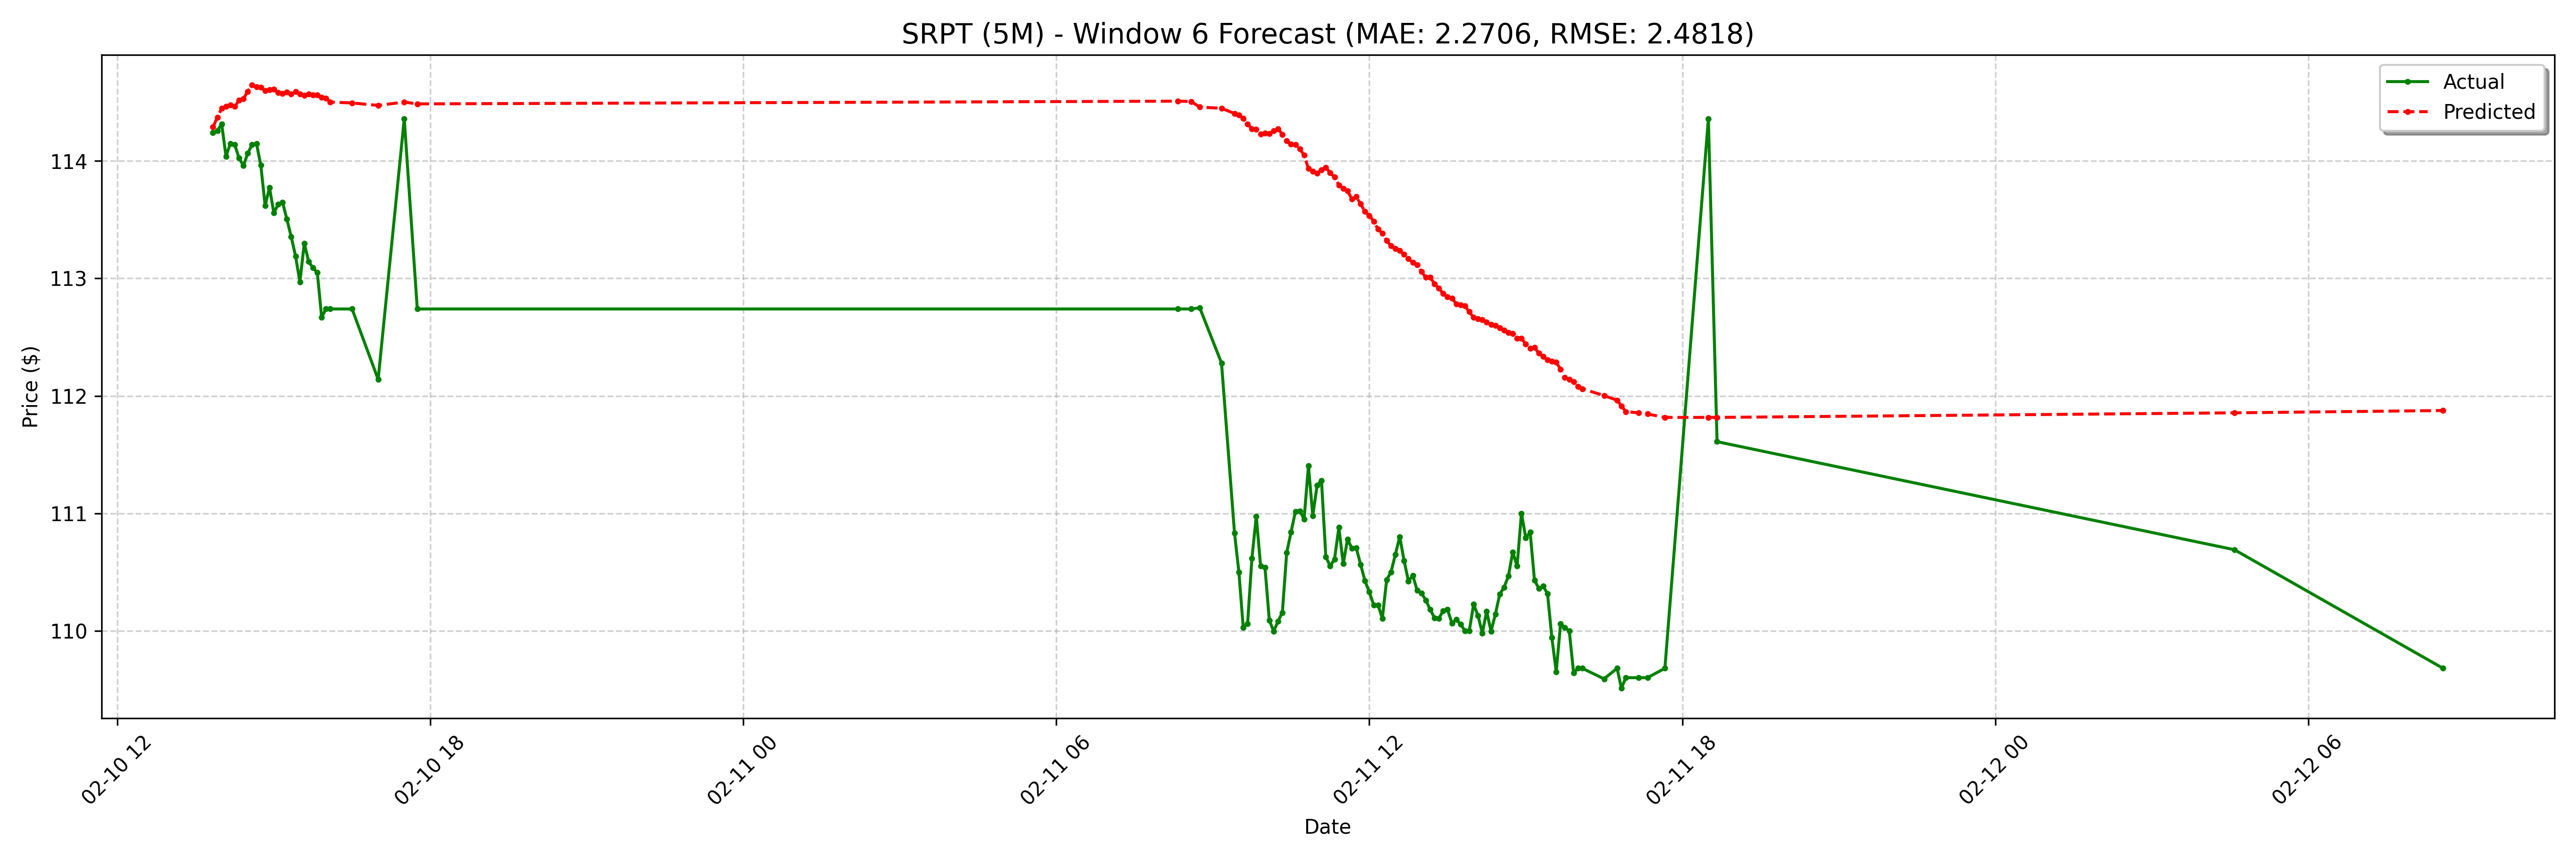 SRPT (5M) - Window 6 Forecast (MAE: 2.2706, RMSE: 2.4818)
Actual
Predicted
114
113
112
111
110
Price ($)
02-10 12
02-10 18
02-11 00
02-11 06
02-11 12
02-11 18
02-12 00
02-12 06
Date